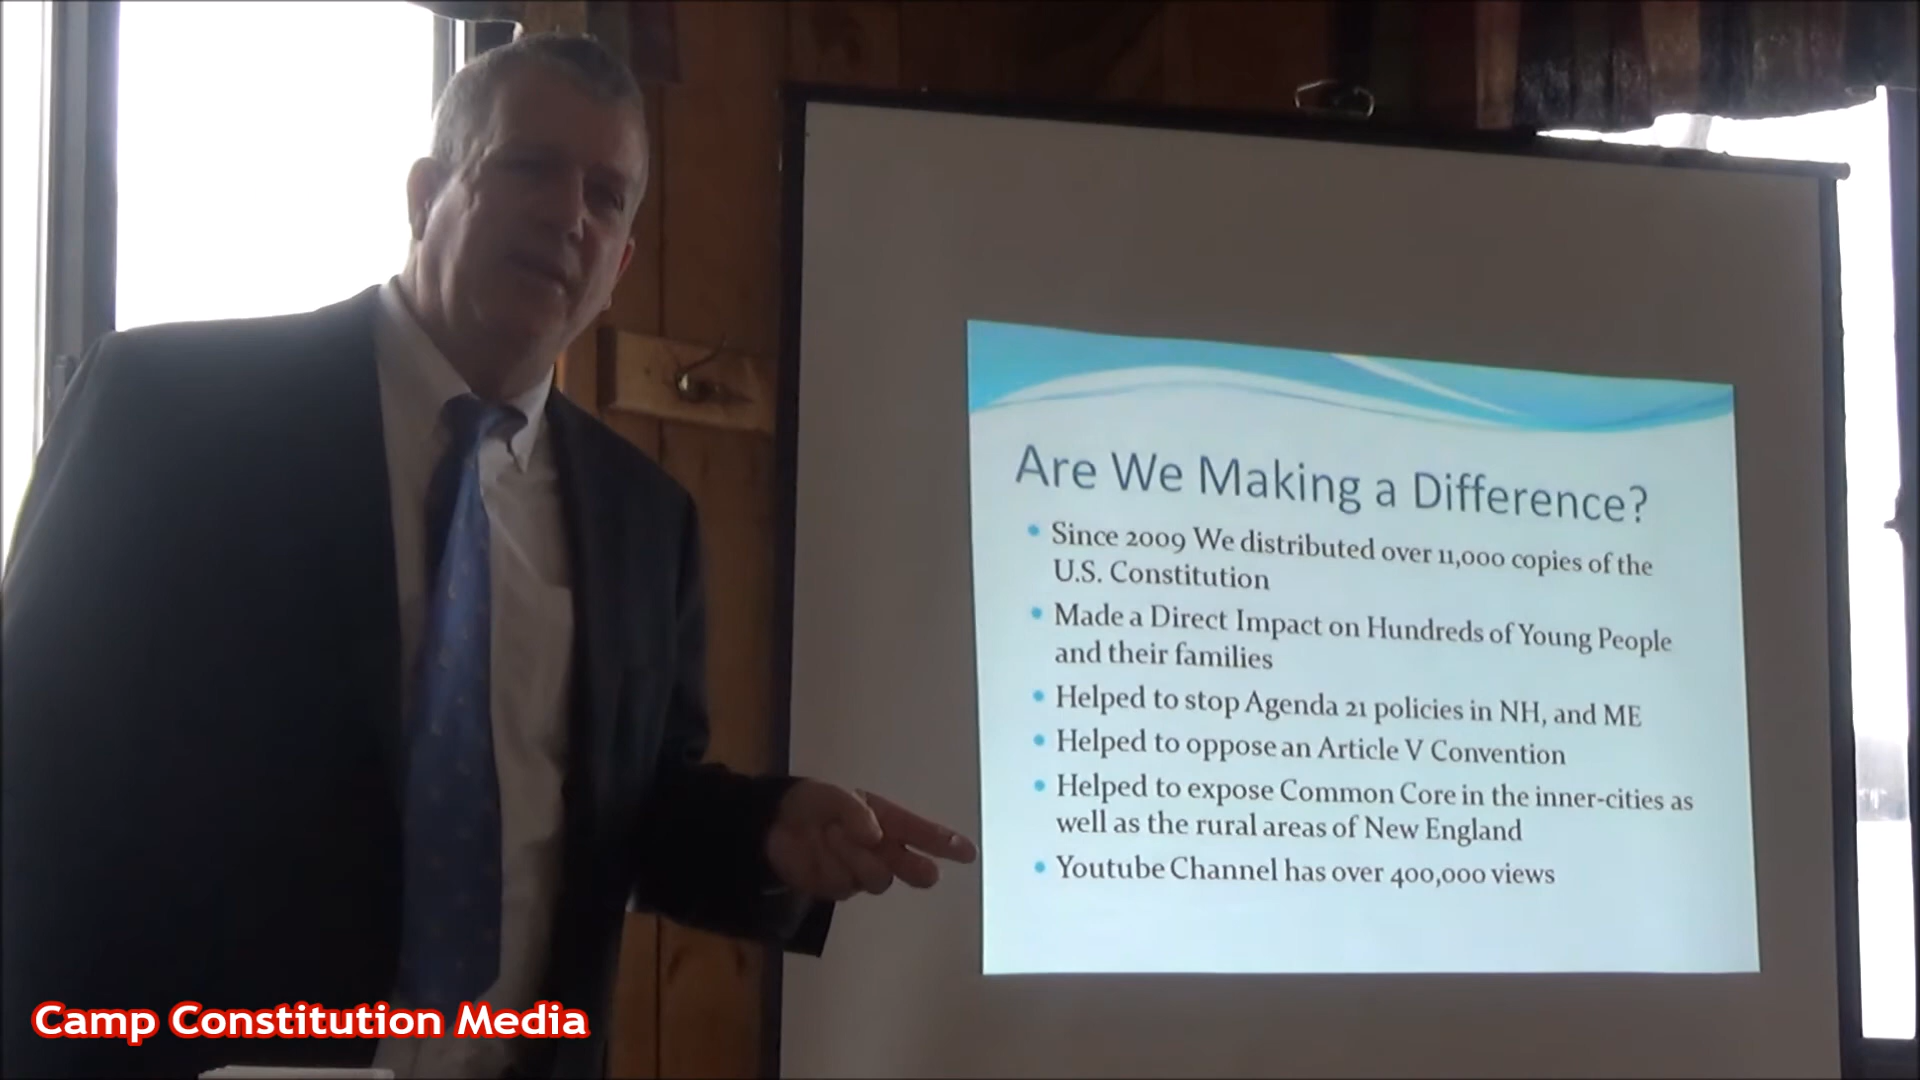 Are We Making a Difference?
• Since 2009 We distributed over 11,000 copies of the
U.S. Constitution
• Made a Direct Impact on Hundreds of Young People
and their families
• Helped to stop Agenda 21 policies in NH, and ME
• Helped to oppose an Article V Convention
• Helped to expose Common Core in the inner-cities as
well as the rural areas of New England
• Youtube Channel has over 400,000 views
Camp Constitution Media